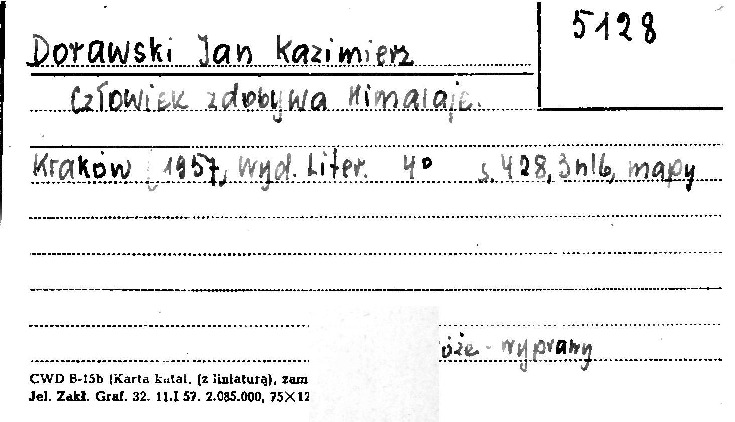 5128
Dorawski Jan Kazimierz
Człowiek zdobywa Himalaje.
Kraków 1957, Wyd. Liter. 4° s. 428, 3 nlb, mapy
óże - wyprawy
CWD B-15b (Karta katal. (z liniaturą), zam
Jel. Zakł. Graf. 32. 11.I 57. 2.085.000, 75×12